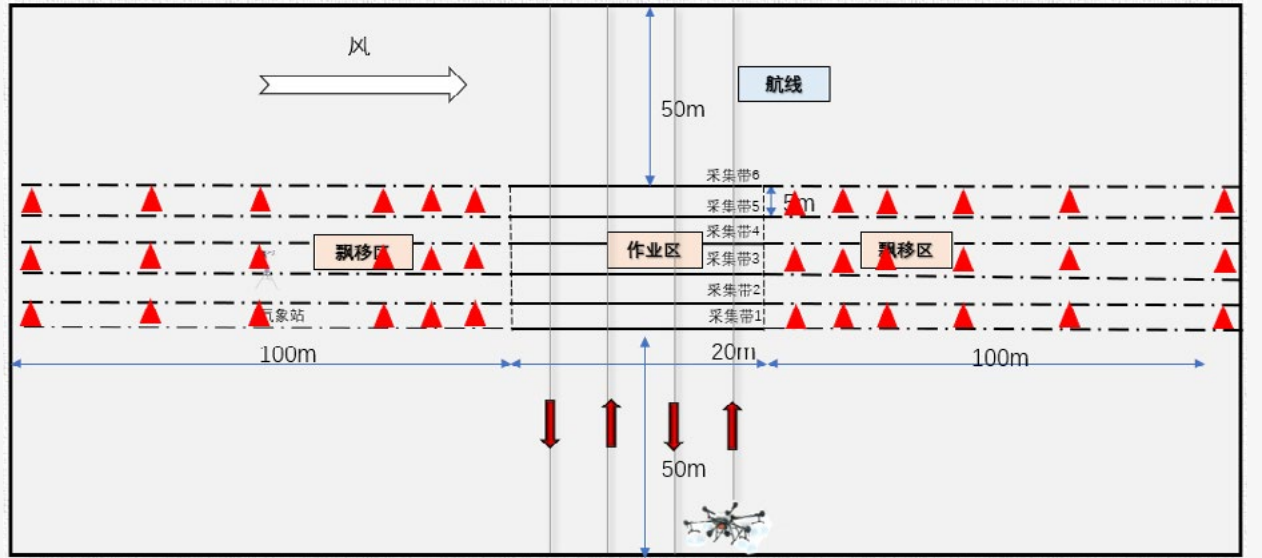 风
航线
50m
采集带6
采集带5
5m
采集带4
飘移区
作业区
采集带3
飘移区
采集带2
气象站
采集带1
100m
20m
100m
50m